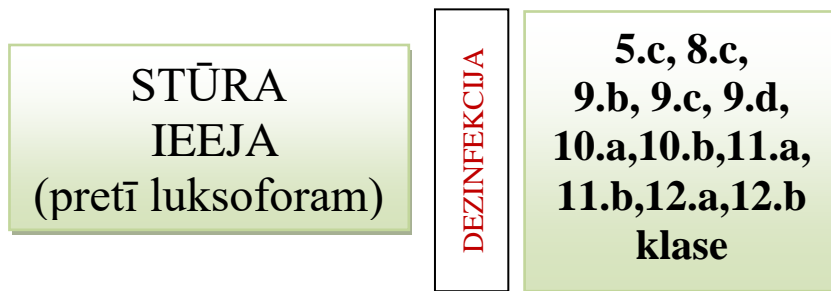 STŪRA
IEEJA
(pretī luksoforam)
DEZINFEKCIJA
5.c, 8.c,
9.b, 9.c, 9.d,
10.a,10.b,11.a,
11.b,12.a,12.b
klase